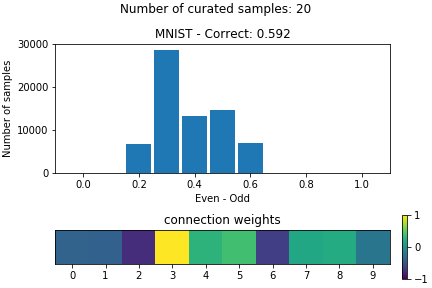 Number of curated samples: 20
MNIST - Correct: 0.592
Number of samples
30000
20000
10000
0
0.0 0.2 0.4 0.6 0.8 1.0
Even - Odd
connection weights
0 1 2 3 4 5 6 7 8 9
1
0
−1